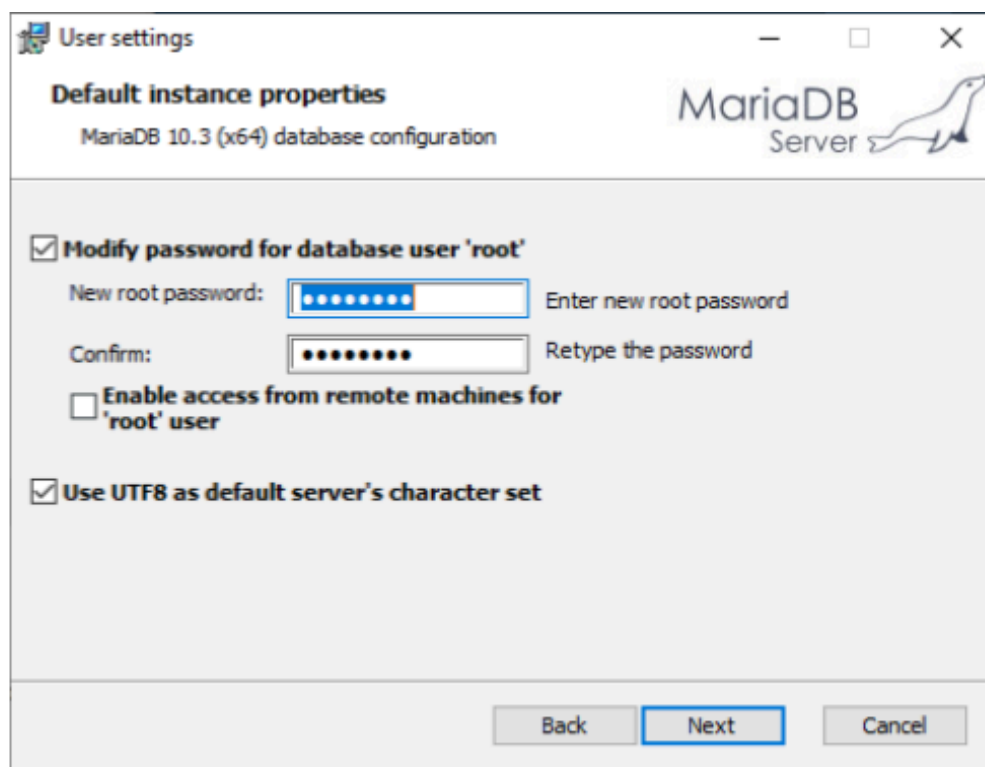 User settings
Default instance properties
MariaDB 10.3 (x64) database configuration
MariaDB
Server
Modify password for database user 'root'
New root password: ●●●●●●●● Enter new root password
Confirm: ●●●●●●●● Retype the password
Enable access from remote machines for
'root' user
Use UTF8 as default server's character set
Back Next Cancel